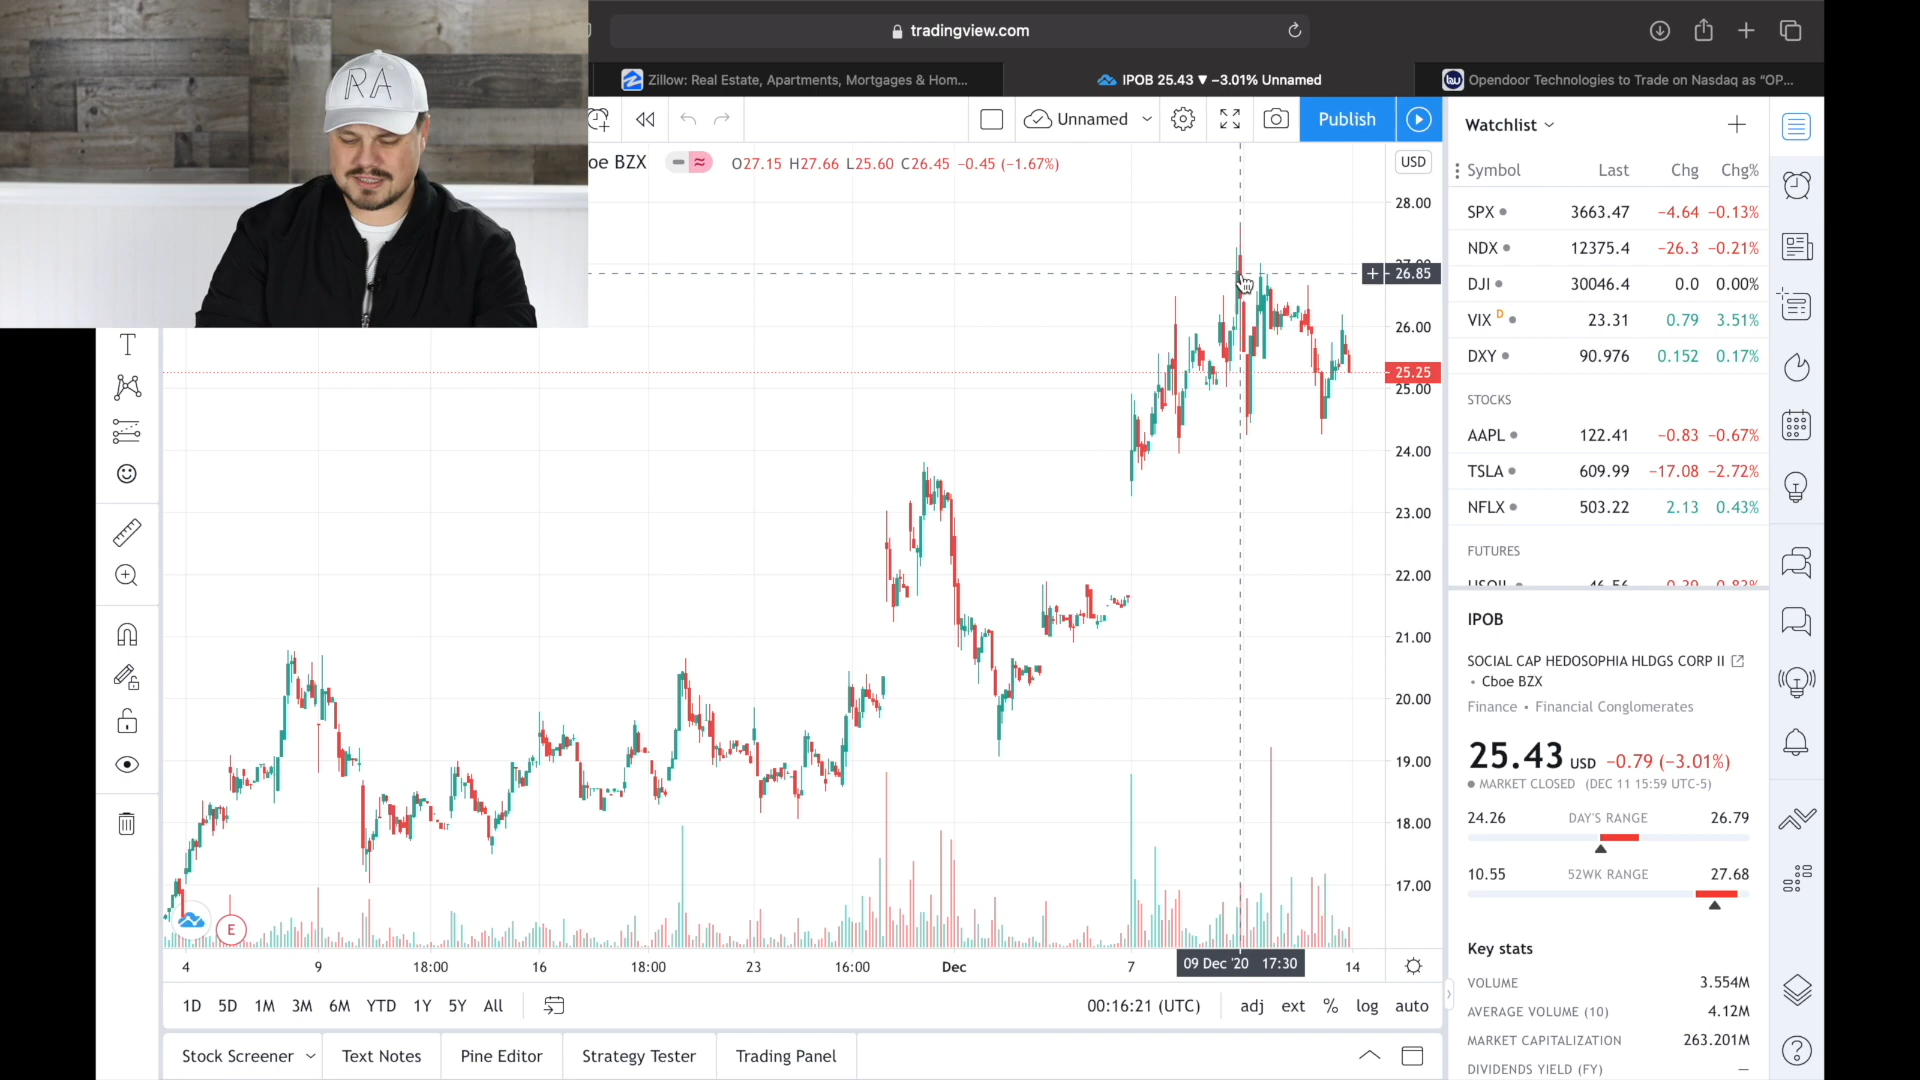 RA
tradingview.com
Zillow: Real Estate, Apartments, Mortgages & Hom...
IPOB 25.43 ▼ −3.01% Unnamed
Opendoor Technologies to Trade on Nasdaq as “OP...
Unnamed
Publish
Watchlist
oe BZX
O27.15 H27.66 L25.60 C26.45 −0.45 (−1.67%)
USD
Symbol Last Chg Chg%
SPX 3663.47 −4.64 −0.13%
NDX 12375.4 −26.3 −0.21%
DJI 30046.4 0.0 0.00%
VIX D 23.31 0.79 3.51%
DXY 90.976 0.152 0.17%
STOCKS
AAPL 122.41 −0.83 −0.67%
TSLA 609.99 −17.08 −2.72%
NFLX 503.22 2.13 0.43%
FUTURES
USOIL 46.56 −0.39 −0.83%
28.00
27.00
26.85
26.00
25.25
25.00
24.00
23.00
22.00
21.00
20.00
19.00
18.00
17.00
T
E
4 9 18:00 16 18:00 23 16:00 Dec 7 09 Dec '20 17:30 14
1D 5D 1M 3M 6M YTD 1Y 5Y All
00:16:21 (UTC) adj ext % log auto
Stock Screener Text Notes Pine Editor Strategy Tester Trading Panel
IPOB
SOCIAL CAP HEDOSOPHIA HLDGS CORP II
• Cboe BZX
Finance • Financial Conglomerates
25.43 USD −0.79 (−3.01%)
MARKET CLOSED (DEC 11 15:59 UTC-5)
24.26 DAY'S RANGE 26.79
10.55 52WK RANGE 27.68
Key stats
VOLUME 3.554M
AVERAGE VOLUME (10) 4.12M
MARKET CAPITALIZATION 263.201M
DIVIDENDS YIELD (FY) —